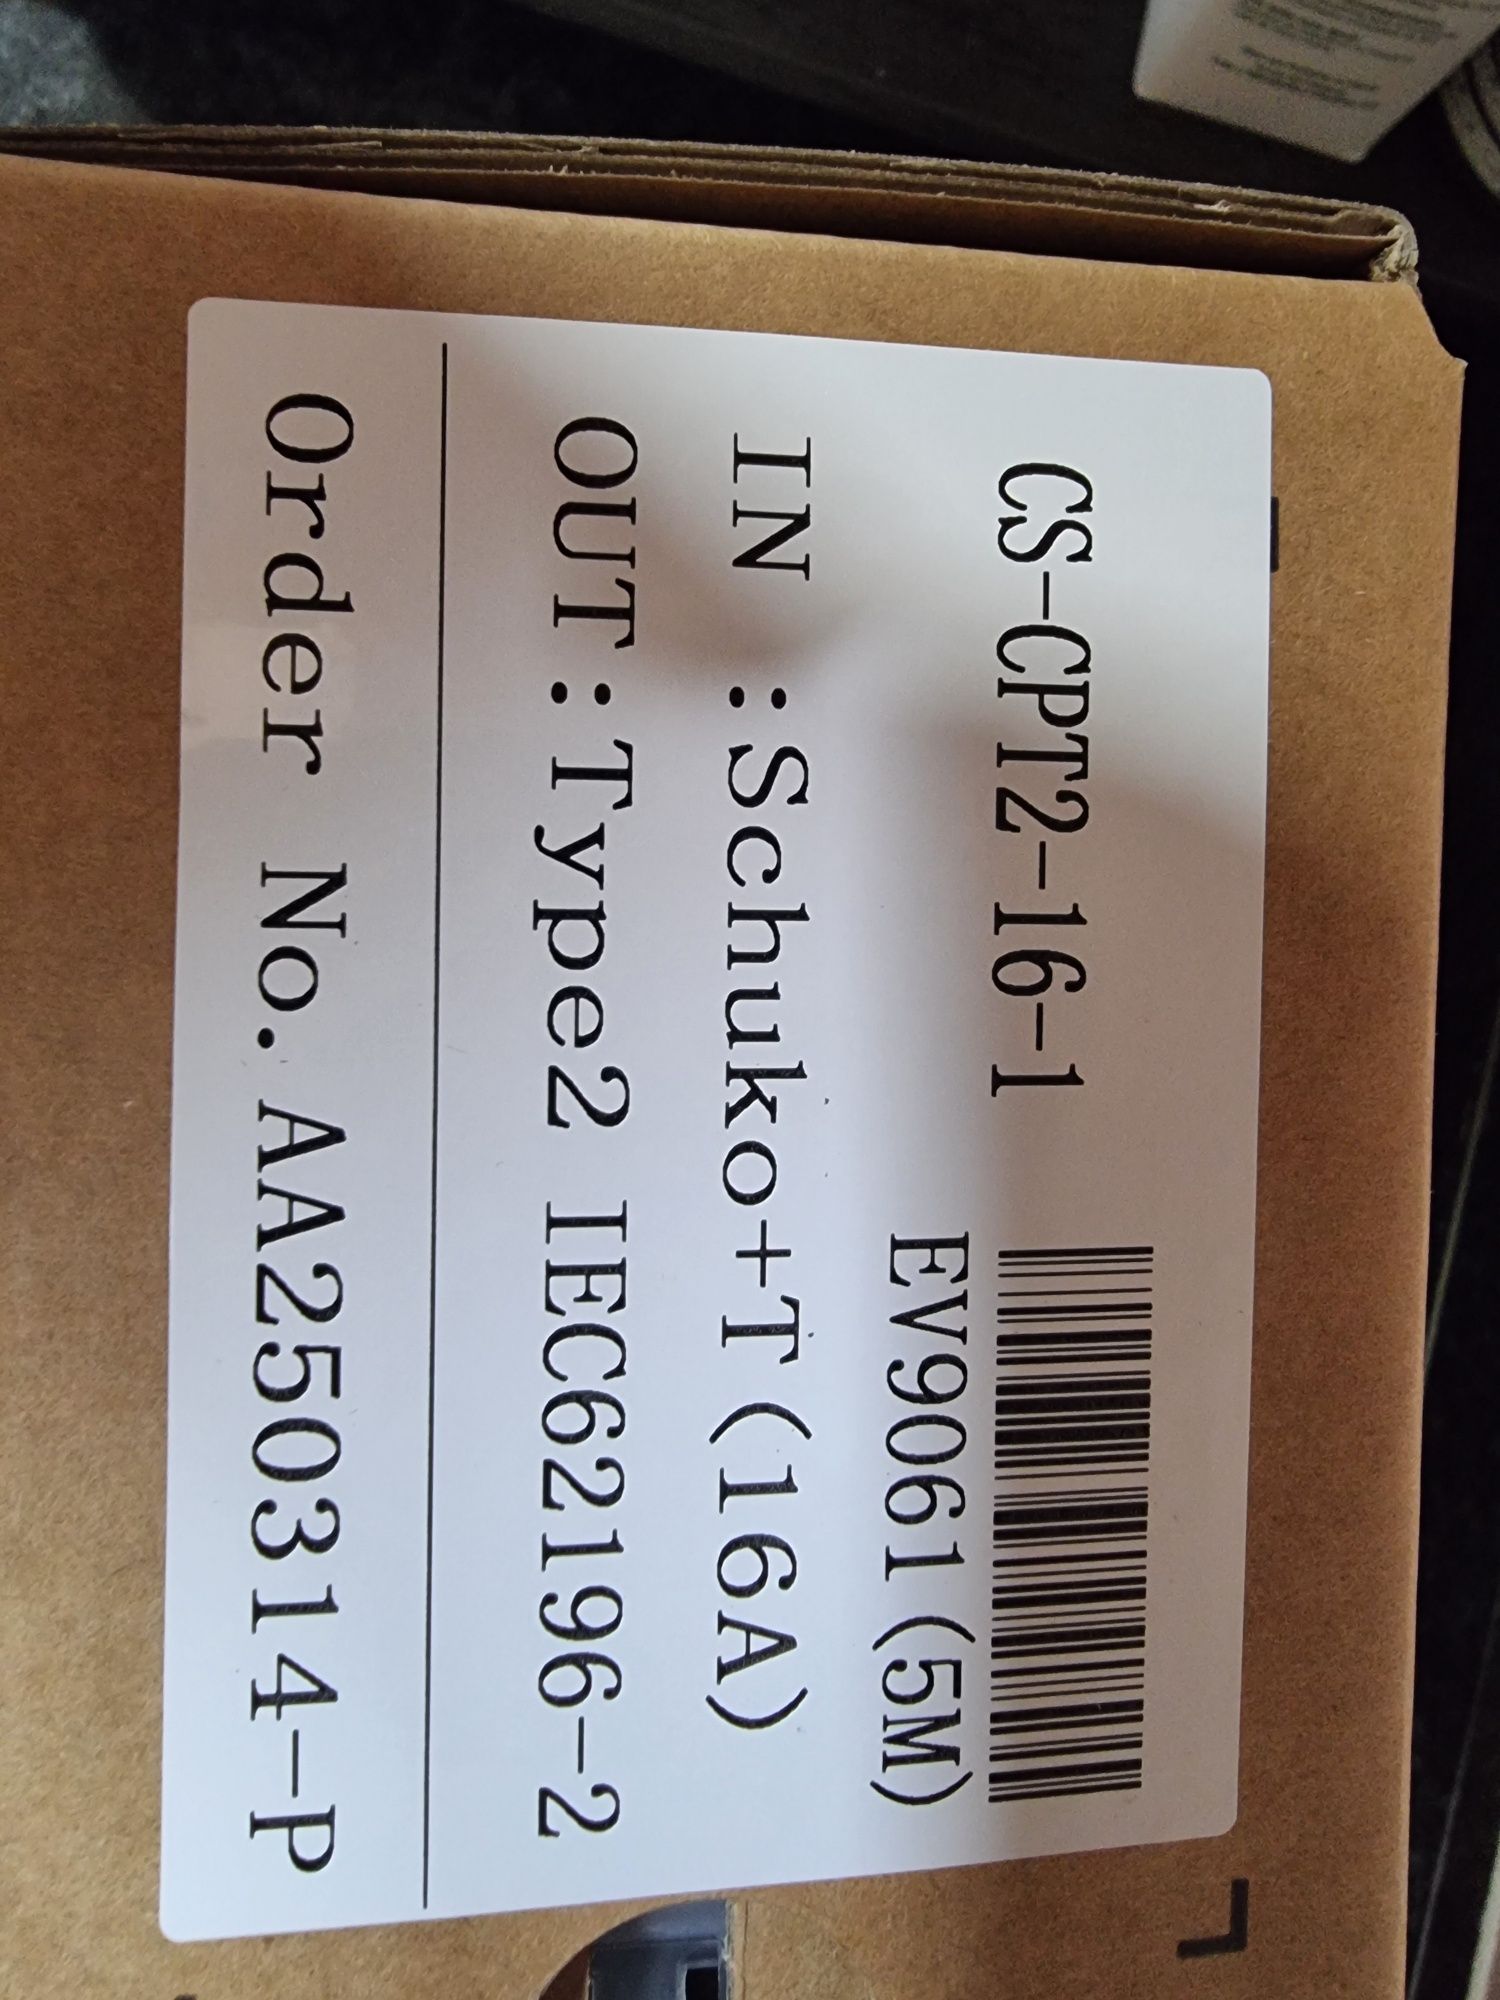 CS-CPT2-16-1
EV9061(5M)
IN :Schuko+T(16A)
OUT:Type2 IEC62196-2
Order No.AA250314-P